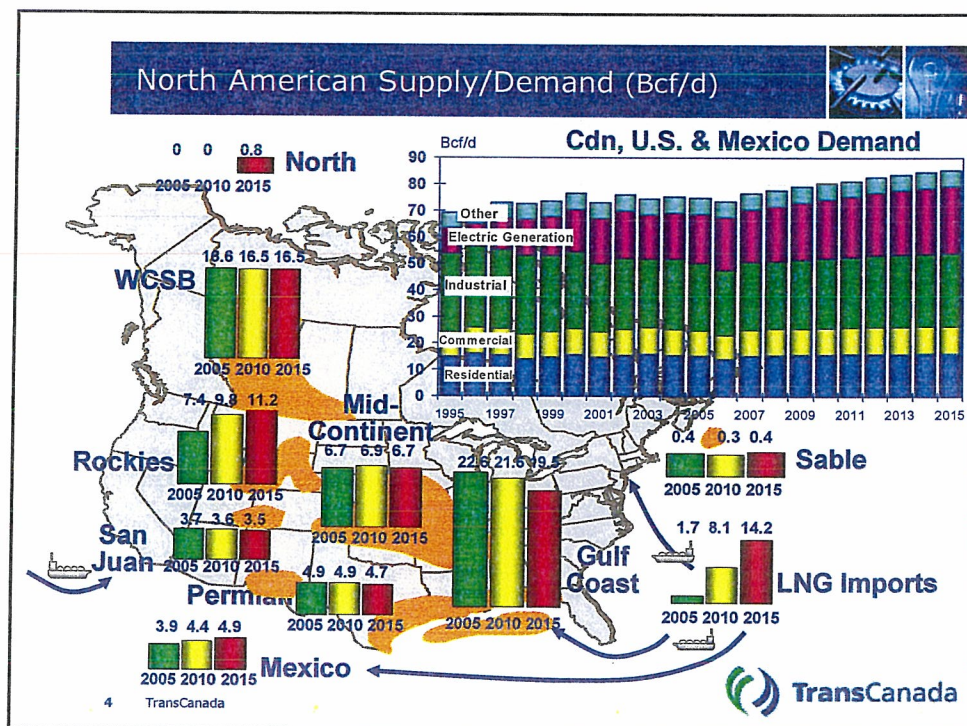 North American Supply/Demand (Bcf/d)
0 0 0.8
North
2005 2010 2015
Bcf/d
Cdn, U.S. & Mexico Demand
90
80
70
60
50
40
30
20
10
0
Other
Electric Generation
Industrial
Commercial
Residential
1995 1997 1999 2001 2003 2005 2007 2009 2011 2013 2015
WCSB
16.6 16.5 16.5
2005 2010 2015
Rockies
7.4 9.8 11.2
2005 2010 2015
Mid-
Continent
6.7 6.9 6.7
2005 2010 2015
22.6 21.6 19.5
Gulf
Coast
2005 2010 2015
0.4 0.3 0.4
Sable
2005 2010 2015
San
Juan
3.7 3.6 3.5
2005 2010 2015
Permian
4.9 4.9 4.7
2005 2010 2015
1.7 8.1 14.2
LNG Imports
2005 2010 2015
3.9 4.4 4.9
Mexico
2005 2010 2015
4 TransCanada
TransCanada